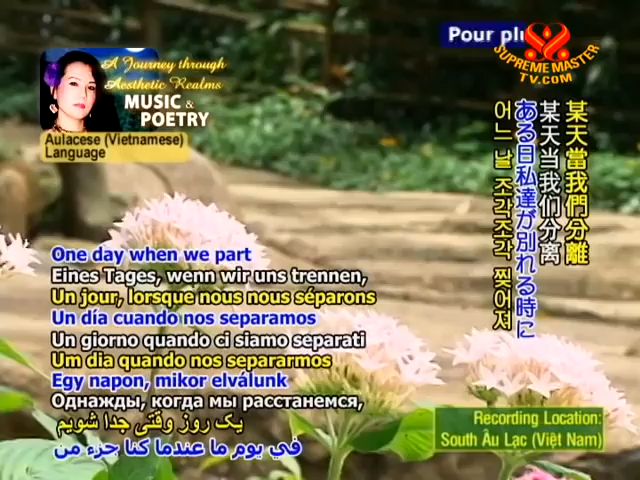 Pour plu
SUPREME MASTER
TV.COM
A Journey through
Aesthetic Realms
MUSIC &
POETRY
Aulacese (Vietnamese)
Language
某天當我們分離
某天当我们分离
ある日私達が別れる時に
어느 날 조각조각 찢어져
One day when we part
Eines Tages, wenn wir uns trennen,
Un jour, lorsque nous nous séparons
Un día cuando nos separamos
Un giorno quando ci siamo separati
Um dia quando nos separarmos
Egy napon, mikor elválunk
Однажды, когда мы расстанемся,
یک روز وقتی جدا شویم
في يوم ما عندما كنا جزء من
Recording Location:
South Âu Lạc (Việt Nam)